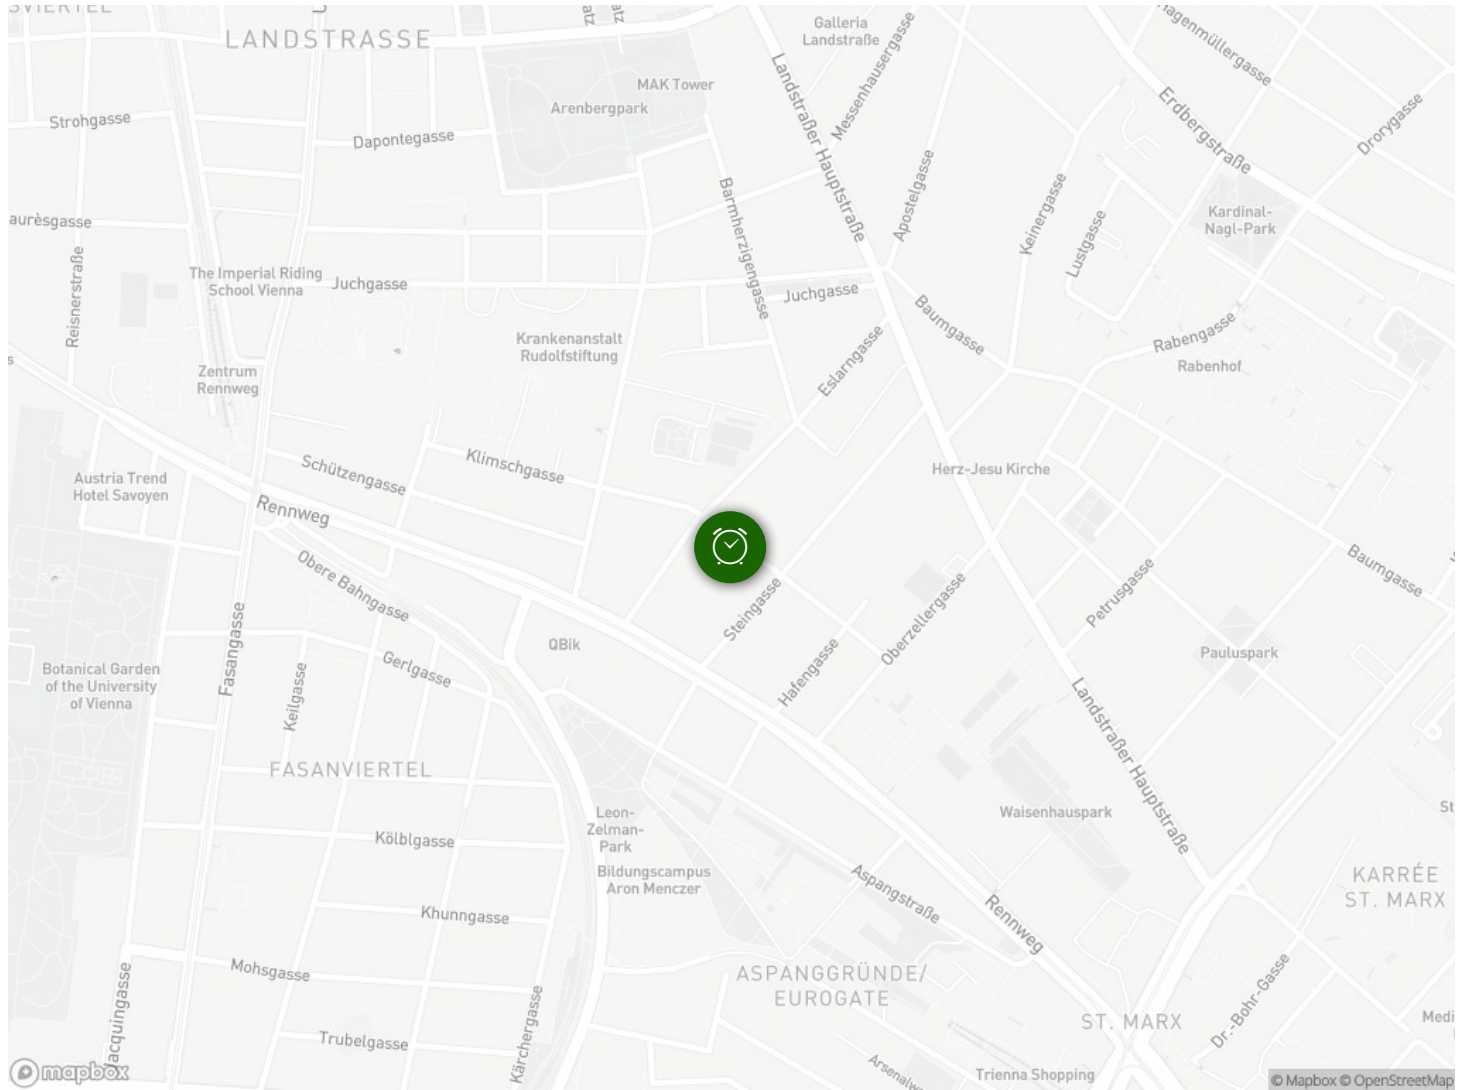 LANDSTRASSE
Galleria
Landstraße
MAK Tower
Arenbergpark
Strohgasse
Dapontegasse
Landstraßer Hauptstraße
Messenhausergasse
Erdbergstraße
Drorygasse
Apostelgasse
Barmherzigengasse
Keinergasse
Lustgasse
Kardinal-
Nagl-Park
Reisnerstraße
The Imperial Riding
School Vienna
Juchgasse
Juchgasse
Baumgasse
Rabengasse
Rabenhof
Krankenanstalt
Rudolfstiftung
Eslarngasse
Zentrum
Rennweg
Austria Trend
Hotel Savoyen
Schützengasse
Klimschgasse
Herz-Jesu Kirche
Rennweg
Obere Bahngasse
Baumgasse
Steingasse
Petrusgasse
Oberzellergasse
Hafengasse
QBik
Pauluspark
Fasangasse
Gerlgasse
Keilgasse
Botanical Garden
of the University
of Vienna
FASANVIERTEL
Landstraßer Hauptstraße
Leon-
Zelman-
Park
Waisenhauspark
Kölblgasse
Bildungscampus
Aron Menczer
Aspangstraße
KARRÉE
ST. MARX
Khunngasse
Rennweg
Mohsgasse
ASPANGGRÜNDE/
EUROGATE
Dr.-Bohr-Gasse
Jacquingasse
Kärchergasse
ST. MARX
Trubelgasse
Trienna Shopping
mapbox
© Mapbox © OpenStreetMap